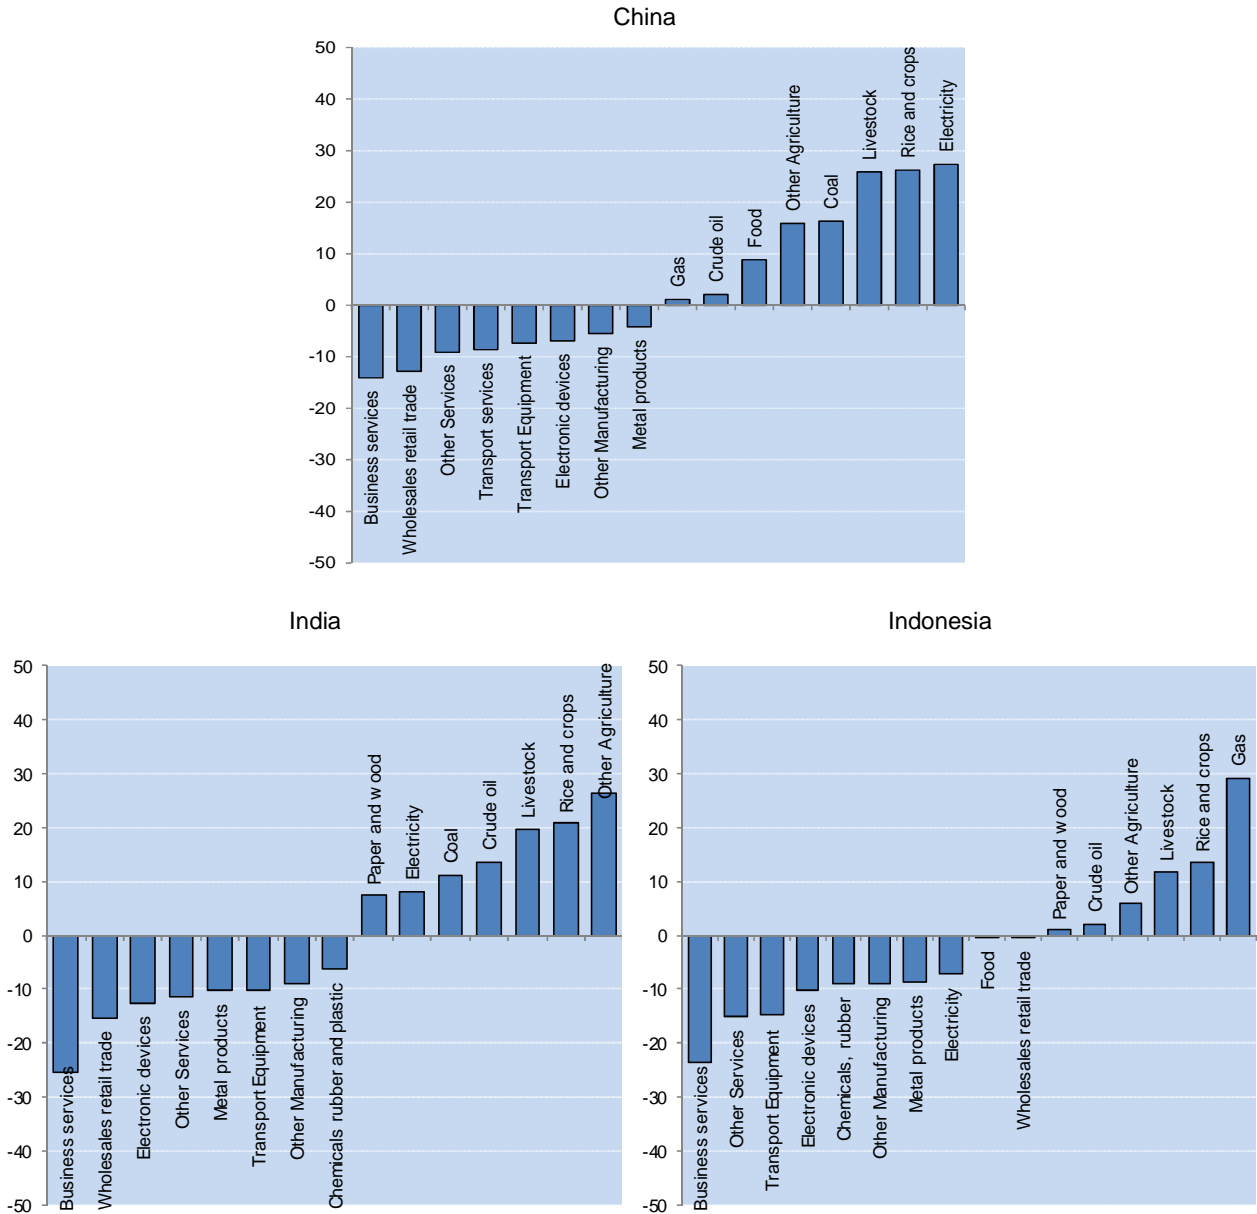 China
50
40
30
20
10
0
-10
-20
-30
-40
-50
Business services
Wholesales retail trade
Other Services
Transport services
Transport Equipment
Electronic devices
Other Manufacturing
Metal products
Gas
Crude oil
Food
Other Agriculture
Coal
Livestock
Rice and crops
Electricity
India
50
40
30
20
10
0
-10
-20
-30
-40
-50
Business services
Wholesales retail trade
Electronic devices
Other Services
Metal products
Transport Equipment
Other Manufacturing
Chemicals rubber and plastic
Paper and wood
Electricity
Coal
Crude oil
Livestock
Rice and crops
Other Agriculture
Indonesia
50
40
30
20
10
0
-10
-20
-30
-40
-50
Business services
Other Services
Transport Equipment
Electronic devices
Chemicals, rubber
Other Manufacturing
Metal products
Electricity
Food
Wholesales retail trade
Paper and wood
Crude oil
Other Agriculture
Livestock
Rice and crops
Gas